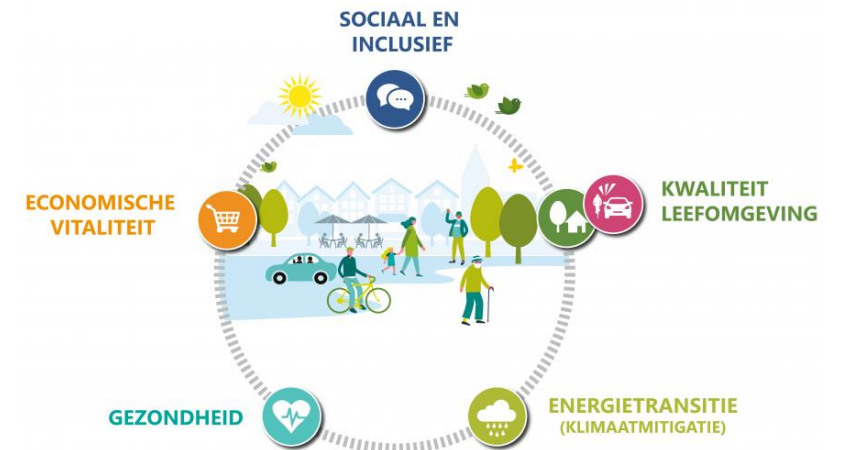 SOCIAAL EN
INCLUSIEF
ECONOMISCHE
VITALITEIT
KWALITEIT
LEEFOMGEVING
GEZONDHEID
ENERGIETRANSITIE
(KLIMAATMITIGATIE)